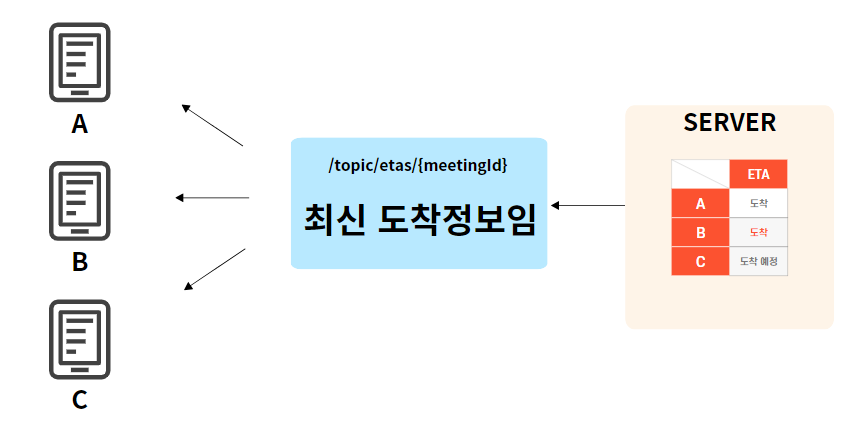 A
B
C
/topic/etas/{meetingId}
최신 도착정보임
SERVER
ETA
A 도착
B 도착
C 도착 예정